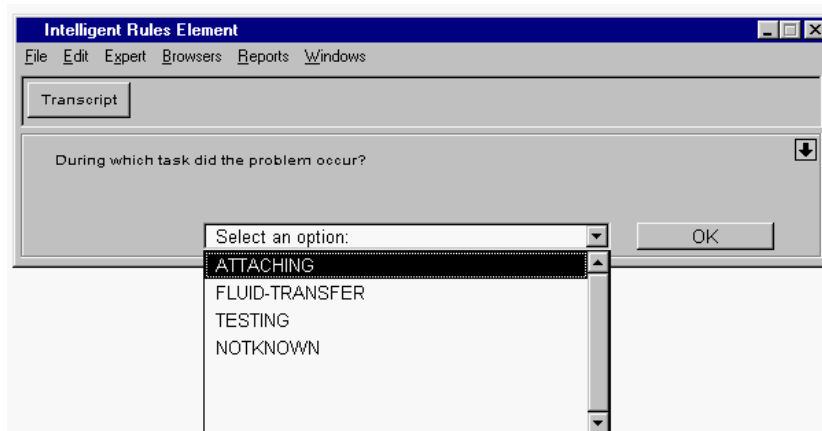 Intelligent Rules Element
File Edit Expert Browsers Reports Windows
Transcript
During which task did the problem occur?
Select an option:
OK
ATTACHING
FLUID-TRANSFER
TESTING
NOTKNOWN